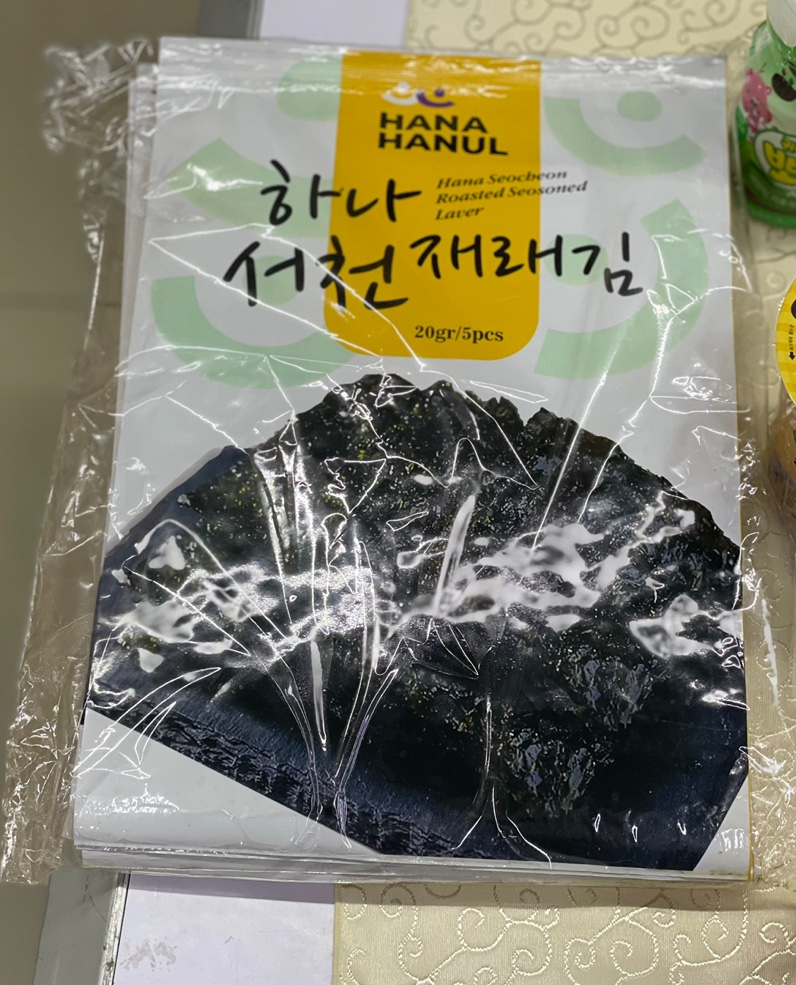 HANA
HANUL
하나
Hana Seocheon
Roasted Seosoned
Laver
서천재래김
20gr/5pcs